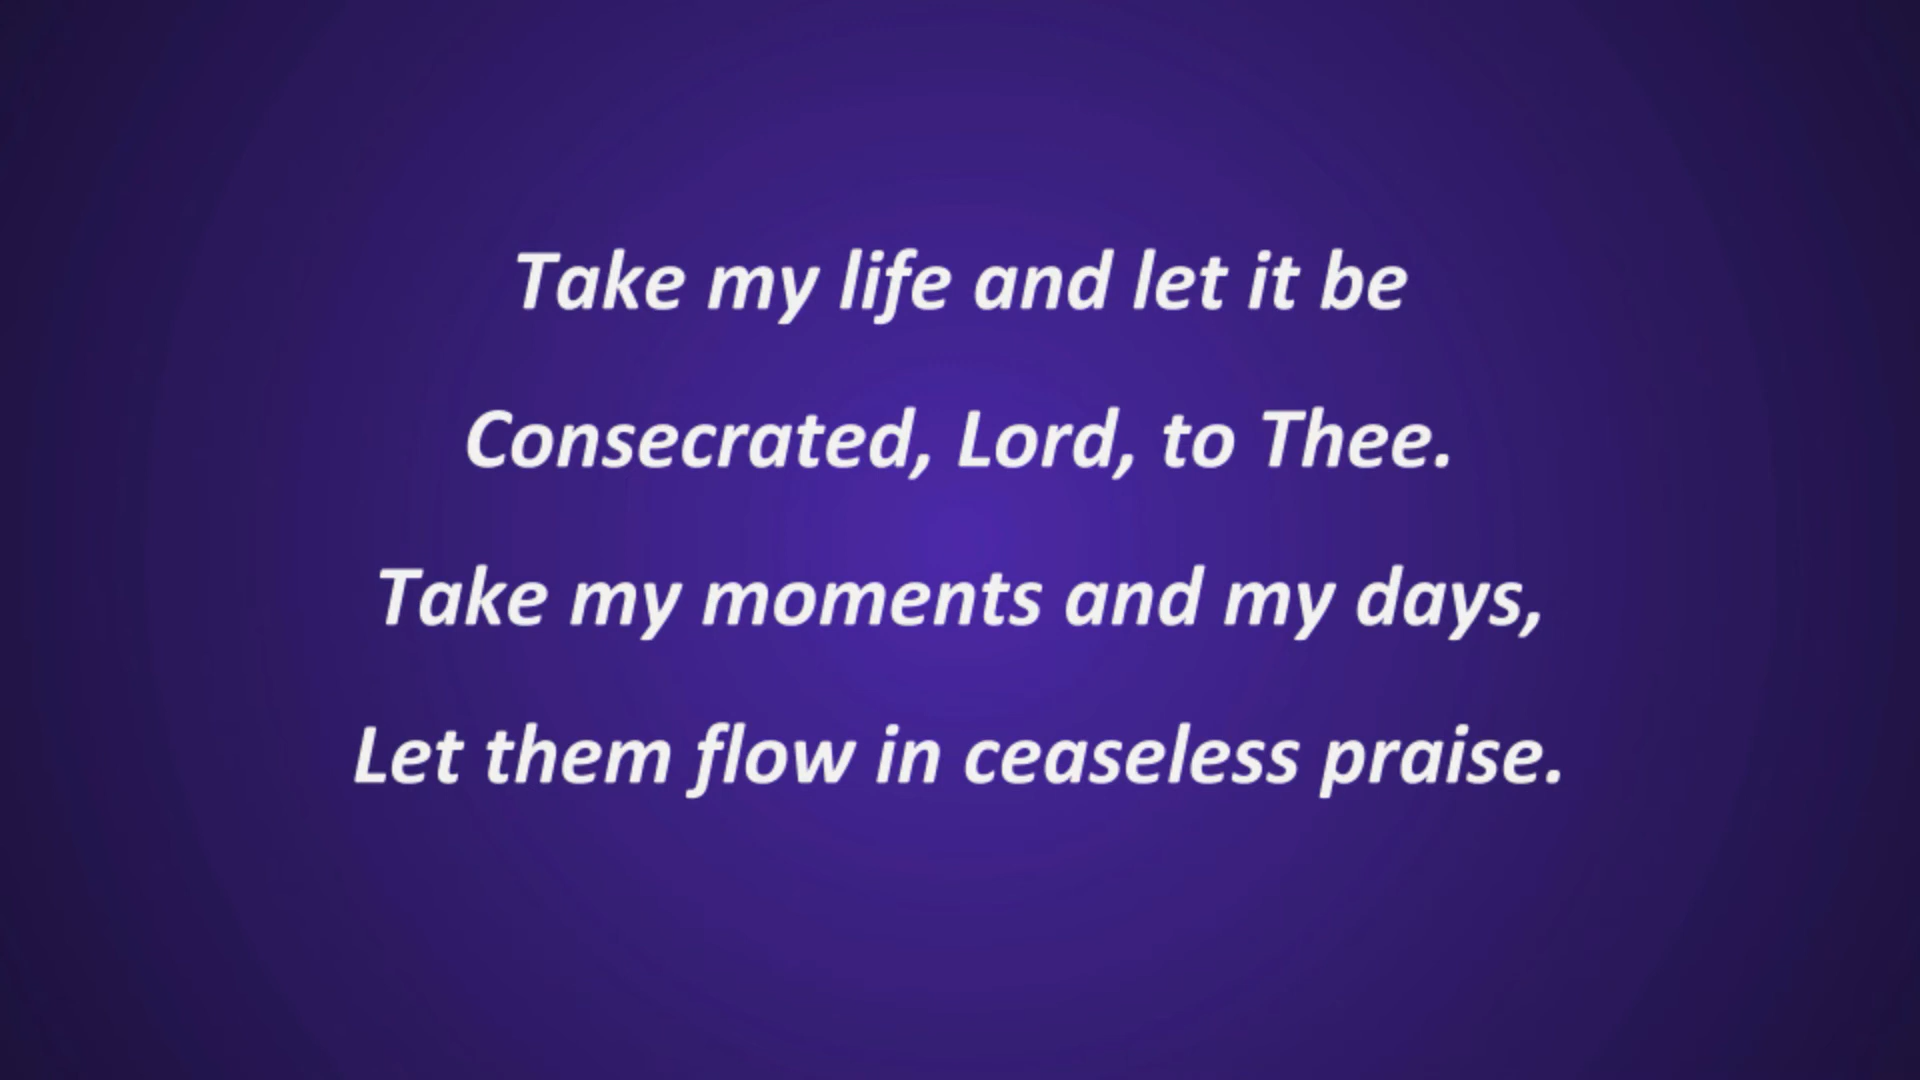 Take my life and let it be
Consecrated, Lord, to Thee.
Take my moments and my days,
Let them flow in ceaseless praise.